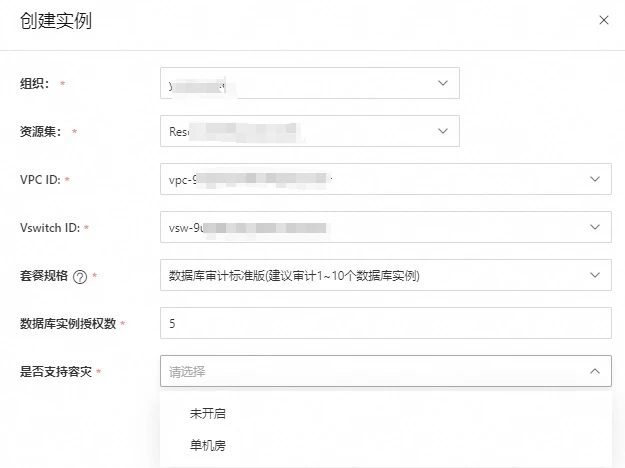 创建实例
组织： *
资源集： * Res
VPC ID: * vpc-9
Vswitch ID: * vsw-9
套餐规格 ? * 数据库审计标准版(建议审计1~10个数据库实例)
数据库实例授权数 * 5
是否支持容灾 * 请选择
未开启
单机房